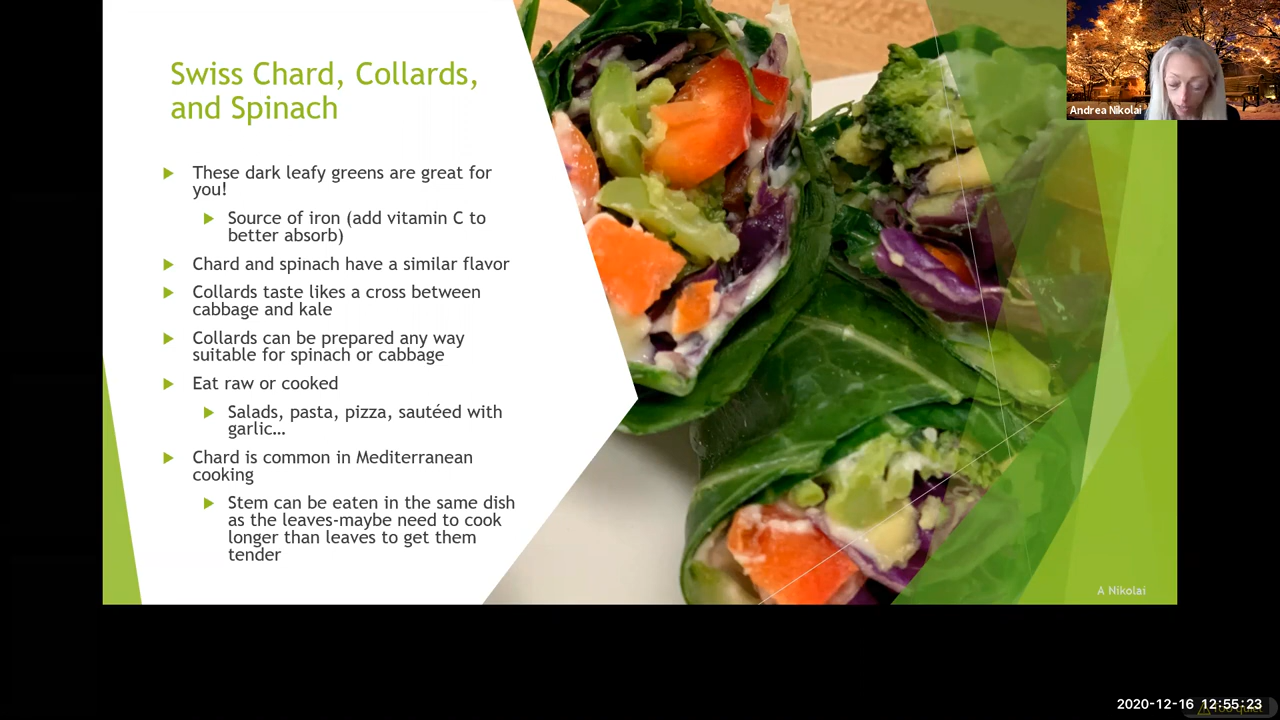 Swiss Chard, Collards,
and Spinach
These dark leafy greens are great for
you!
Source of iron (add vitamin C to
better absorb)
Chard and spinach have a similar flavor
Collards taste likes a cross between
cabbage and kale
Collards can be prepared any way
suitable for spinach or cabbage
Eat raw or cooked
Salads, pasta, pizza, sautéed with
garlic…
Chard is common in Mediterranean
cooking
Stem can be eaten in the same dish
as the leaves-maybe need to cook
longer than leaves to get them
tender
Andrea Nikolai
A Nikolai
2020-12-16 12:55:23